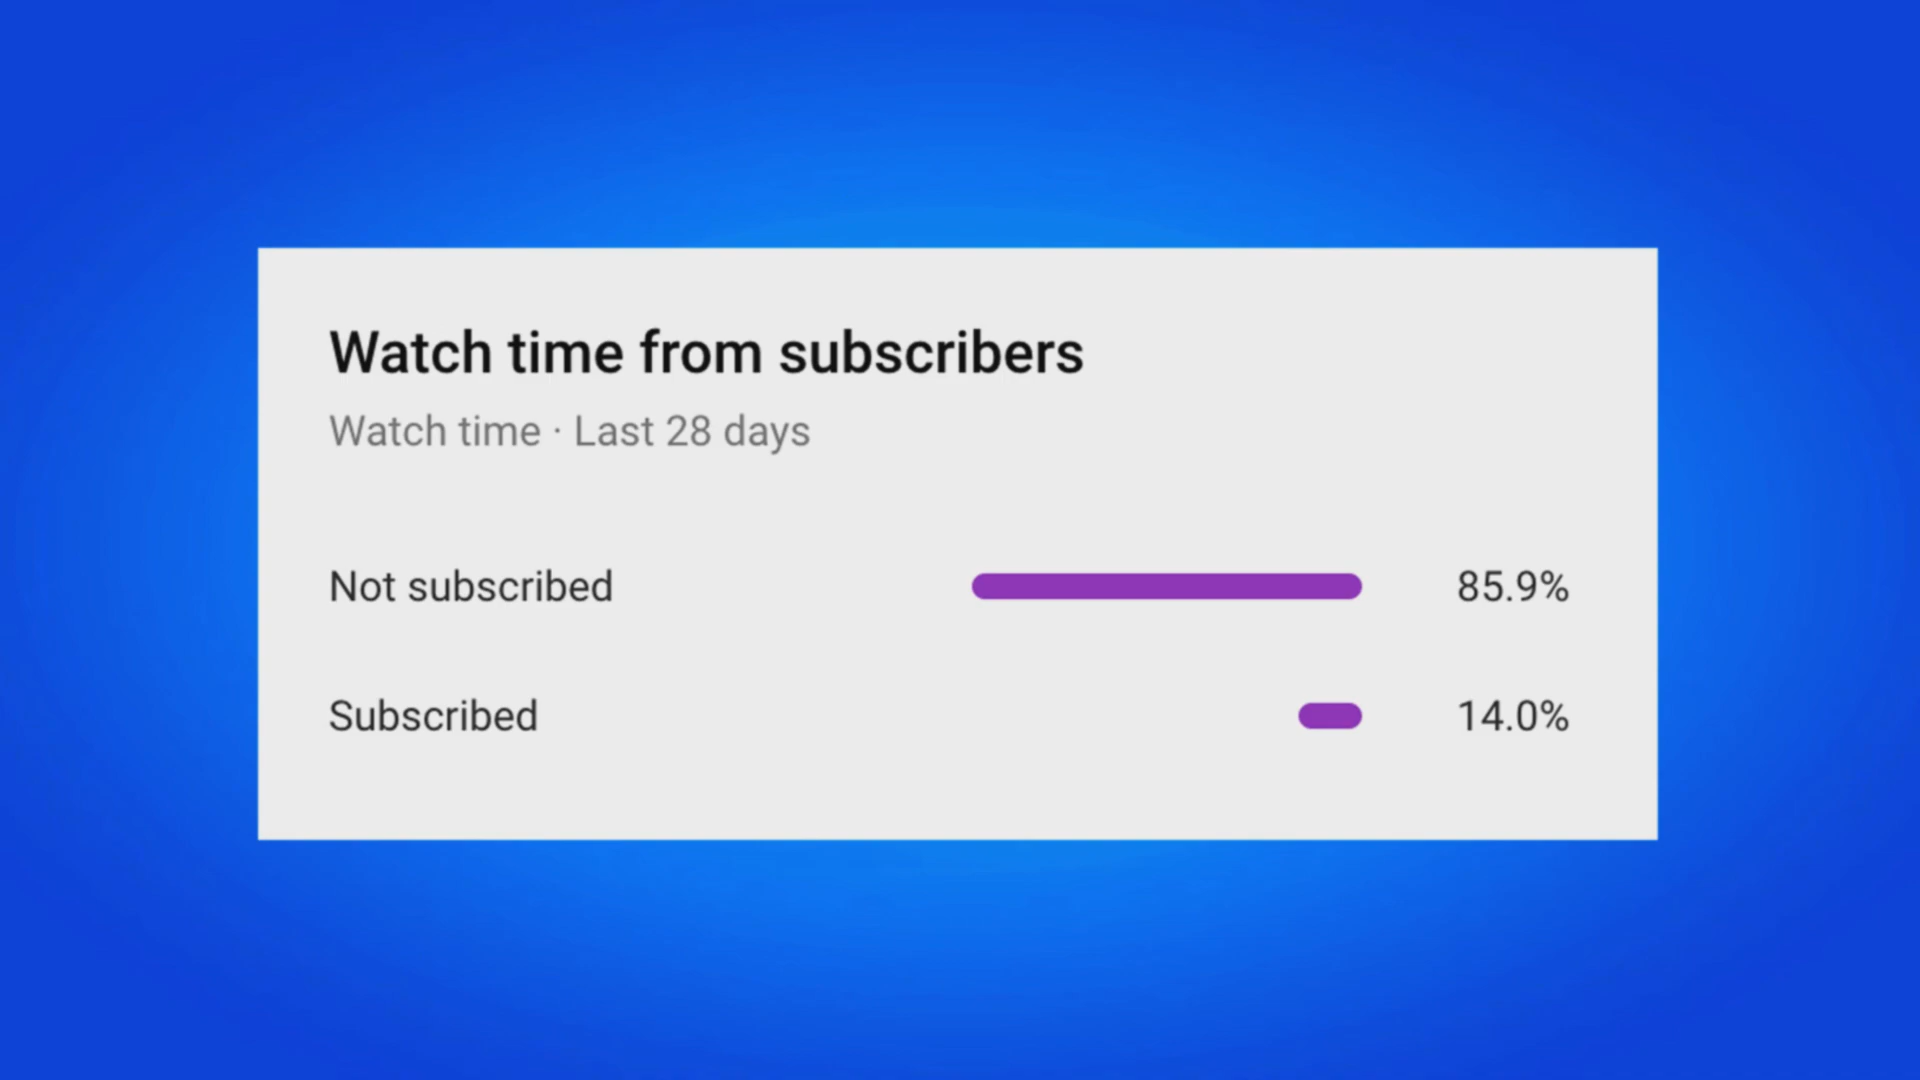 Watch time from subscribers
Watch time · Last 28 days
Not subscribed 85.9%
Subscribed 14.0%